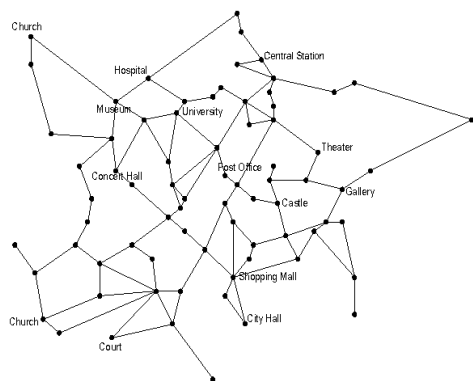 Church
Central Station
Hospital
Museum
University
Theater
Post Office
Concert Hall
Gallery
Castle
Shopping Mall
Church
City Hall
Court